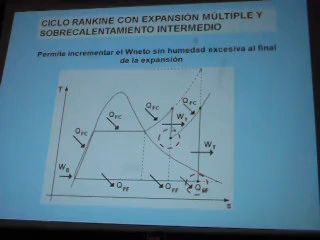 CICLO RANKINE CON EXPANSIÓN MÚLTIPLE Y
SOBRECALENTAMIENTO INTERMEDIO
Permite incrementar el Wneto sin humedad excesiva al final
de la expansión
T
QFC
QFC
QFC
QFC
WT
WT
WB
QFF
QFF
QFF
s